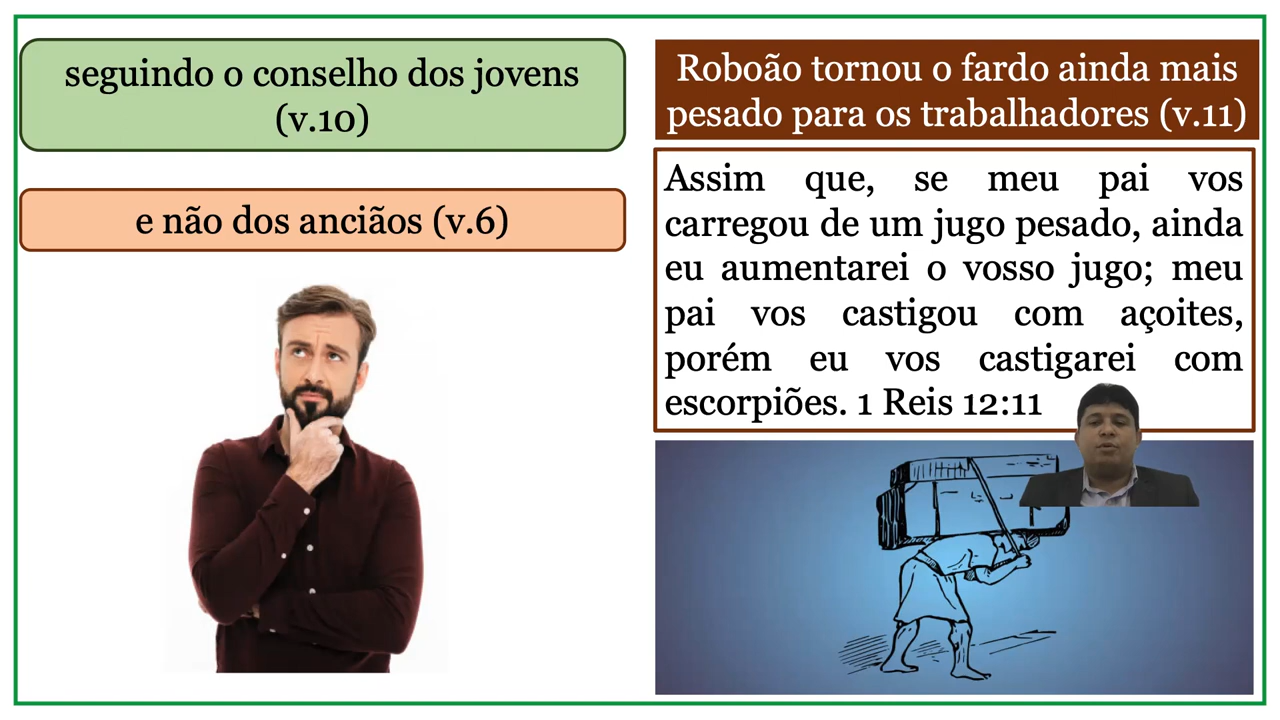 seguindo o conselho dos jovens
(v.10)
e não dos anciãos (v.6)
Roboão tornou o fardo ainda mais
pesado para os trabalhadores (v.11)
Assim que, se meu pai vos
carregou de um jugo pesado, ainda
eu aumentarei o vosso jugo; meu
pai vos castigou com açoites,
porém eu vos castigarei com
escorpiões. 1 Reis 12:11